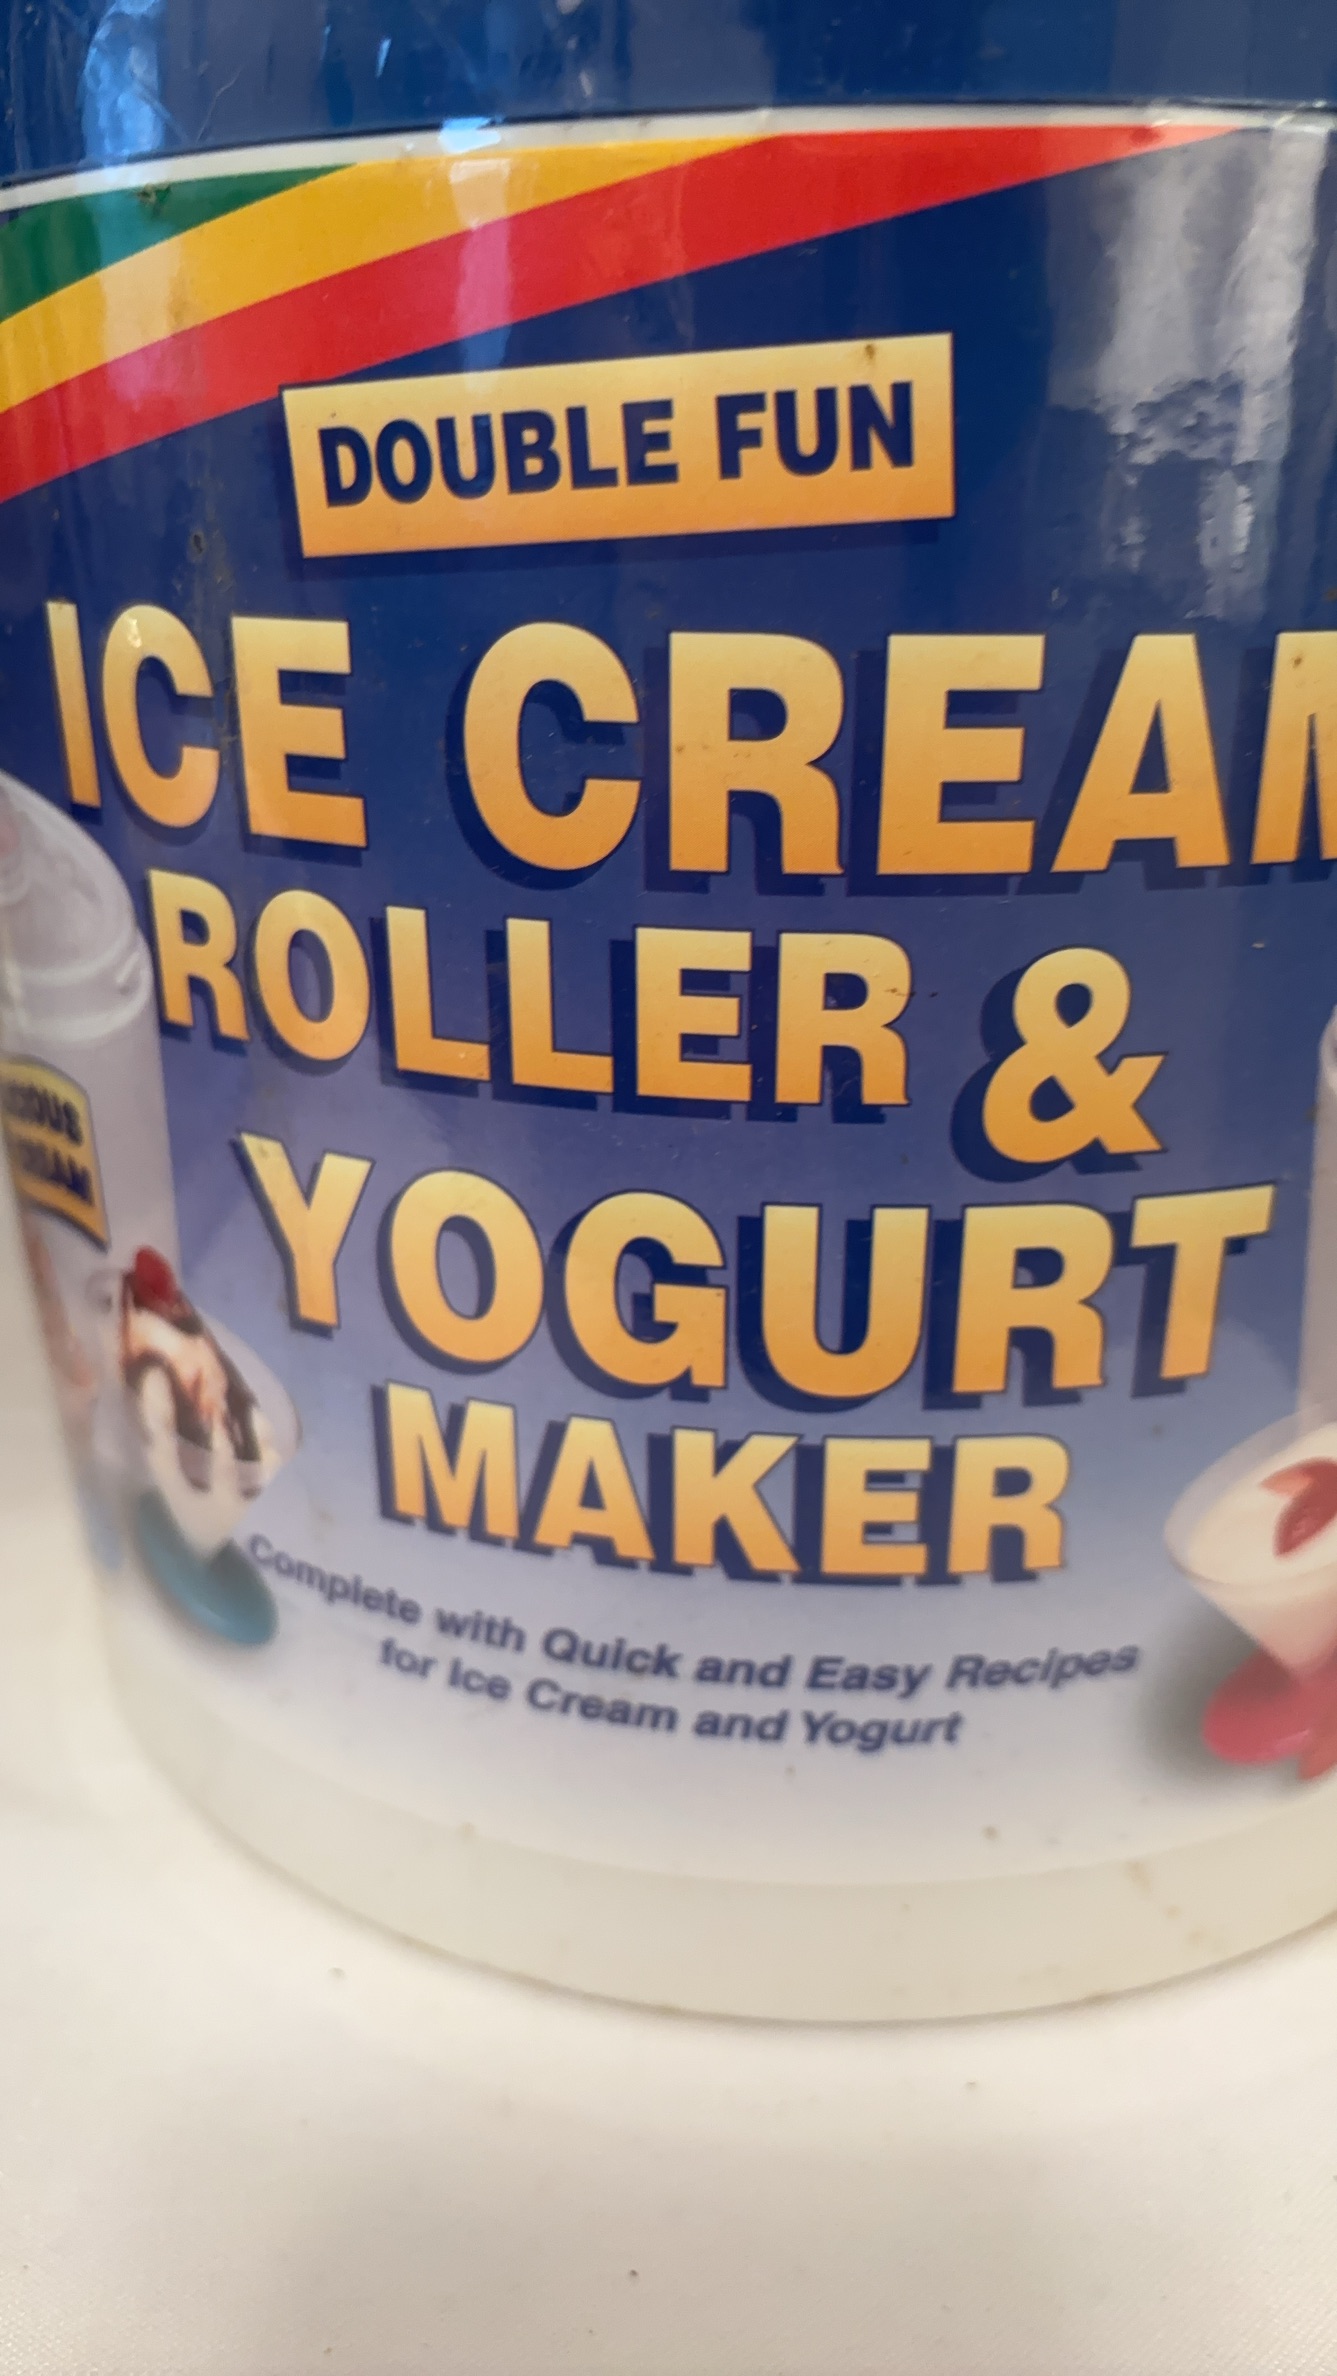 DOUBLE FUN
ICE CREAM
ROLLER &
YOGURT
MAKER
Complete with Quick and Easy Recipes
for Ice Cream and Yogurt